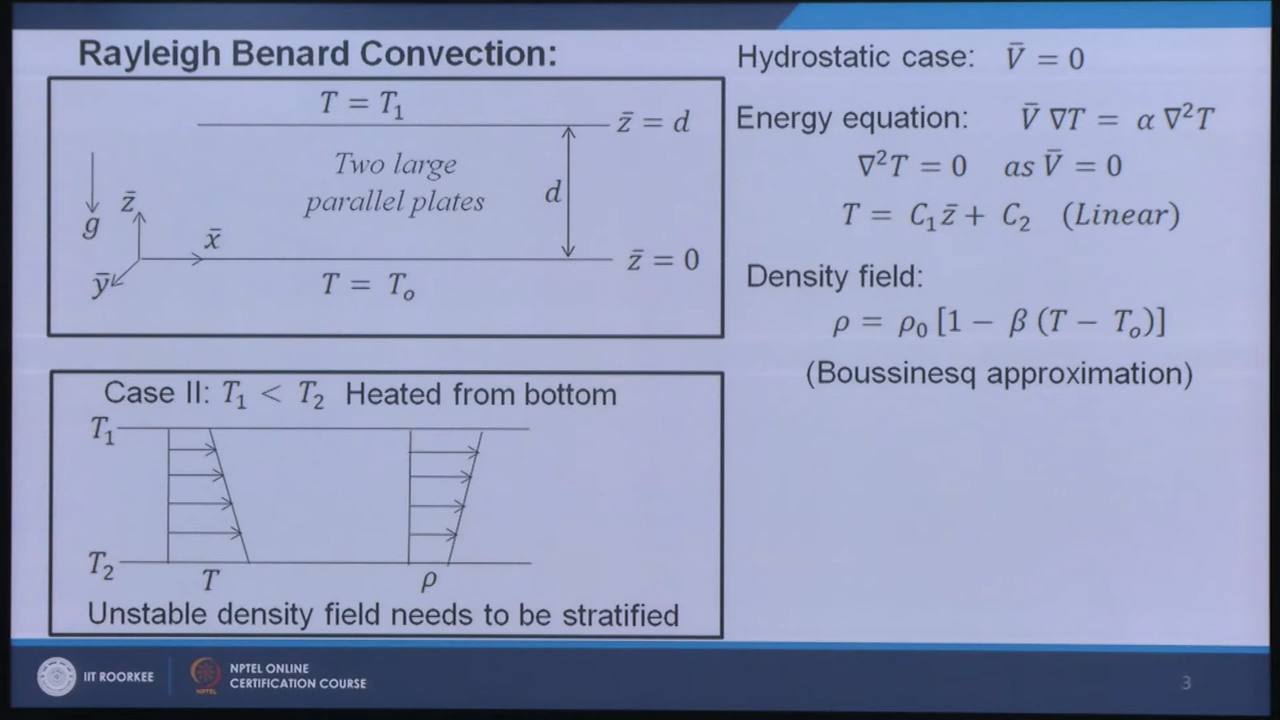 Rayleigh Benard Convection:
T = T₁
z̄ = d
Two large
parallel plates
d
g
z̄
x̄
ȳ
z̄ = 0
T = Tₒ
Case II: T₁ < T₂ Heated from bottom
T₁
T₂
T
ρ
Unstable density field needs to be stratified
Hydrostatic case: V̄ = 0
Energy equation: V̄ ∇T = α ∇²T
∇²T = 0 as V̄ = 0
T = C₁z̄ + C₂ (Linear)
Density field:
ρ = ρ₀ [1 − β (T − Tₒ)]
(Boussinesq approximation)
IIT ROORKEE
NPTEL ONLINE
CERTIFICATION COURSE
3